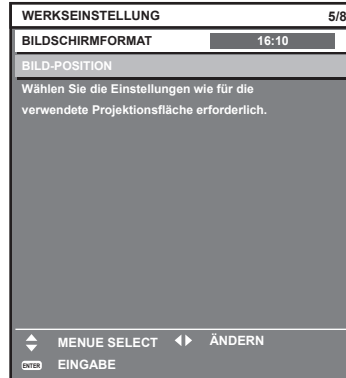 WERKSEINSTELLUNG 5/8
BILDSCHIRMFORMAT 16:10
BILD-POSITION
Wählen Sie die Einstellungen wie für die
verwendete Projektionsfläche erforderlich.
MENUE SELECT ÄNDERN
ENTER EINGABE